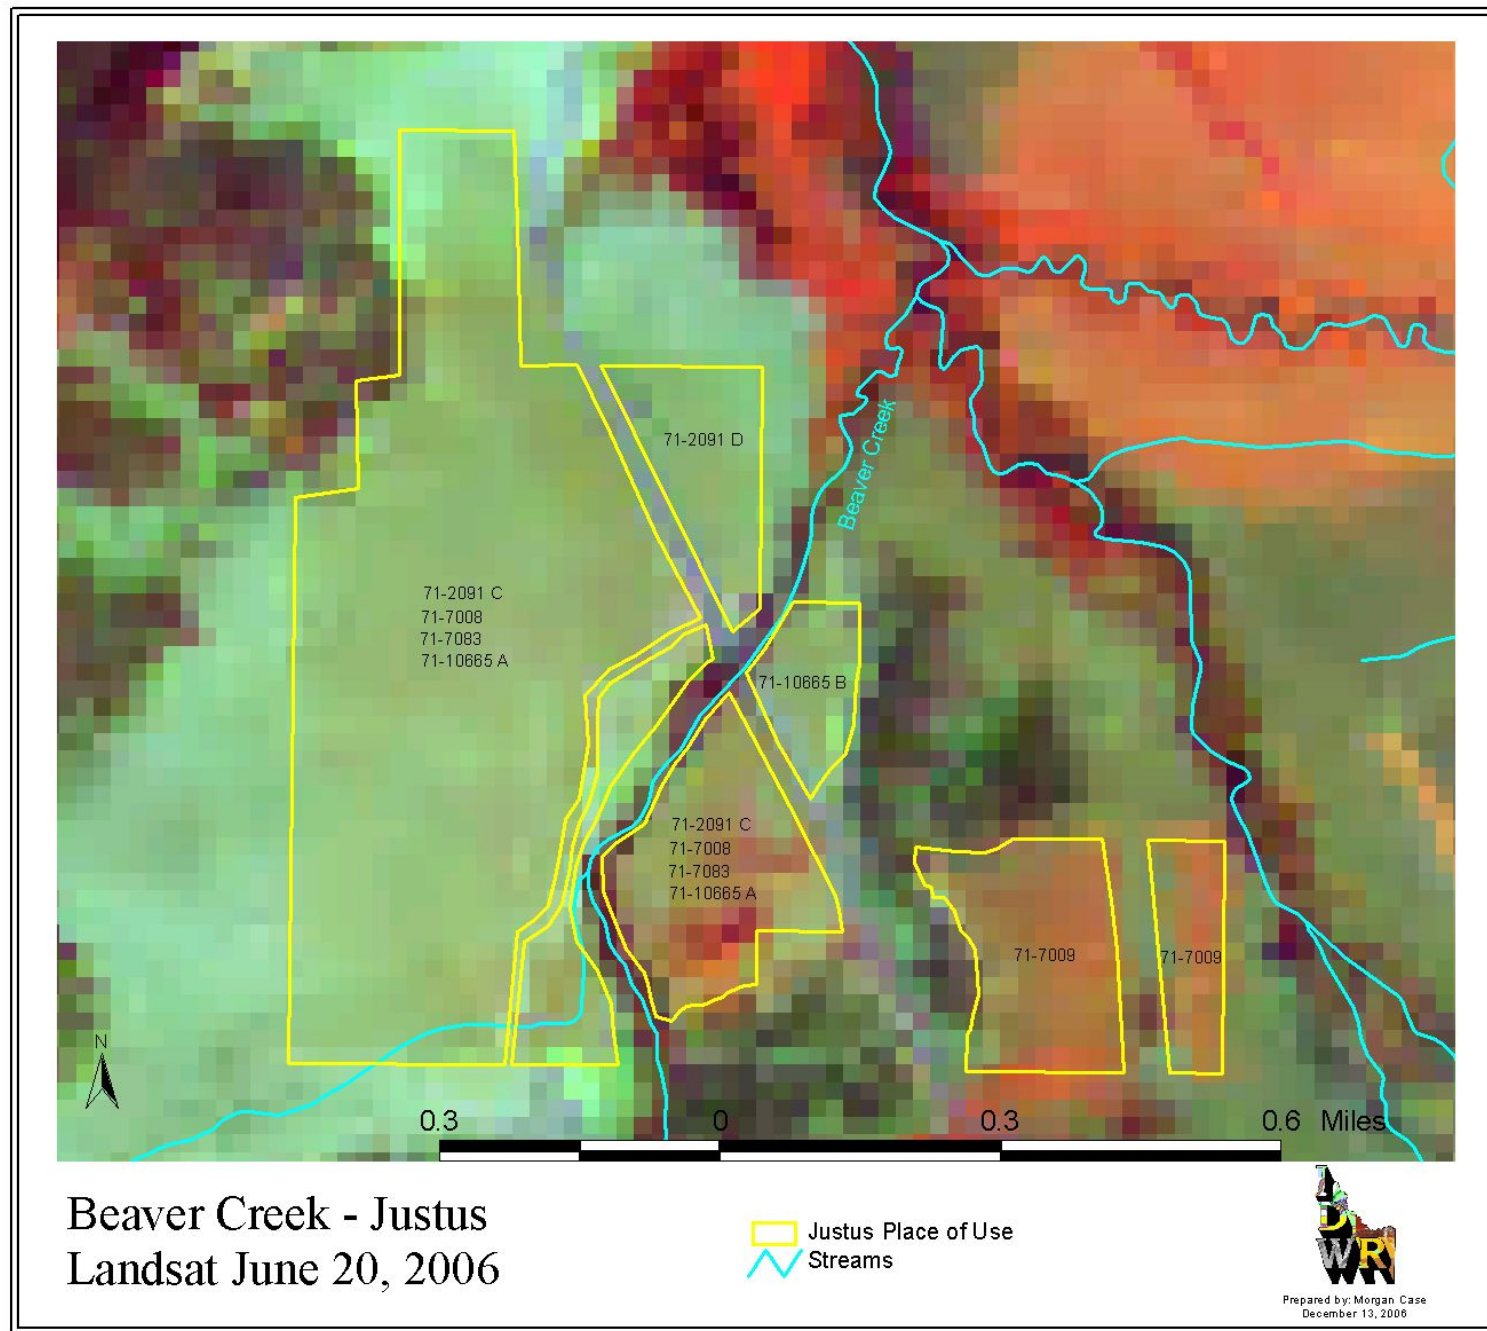 71-2091 D
Beaver Creek
71-2091 C
71-7008
71-7083
71-10665 A
71-10665 B
71-2091 C
71-7008
71-7083
71-10665 A
71-7009
71-7009
N
0.3 0 0.3 0.6 Miles
Beaver Creek - Justus
Landsat June 20, 2006
Justus Place of Use
Streams
IDWR
Prepared by: Morgan Case
December 13, 2006